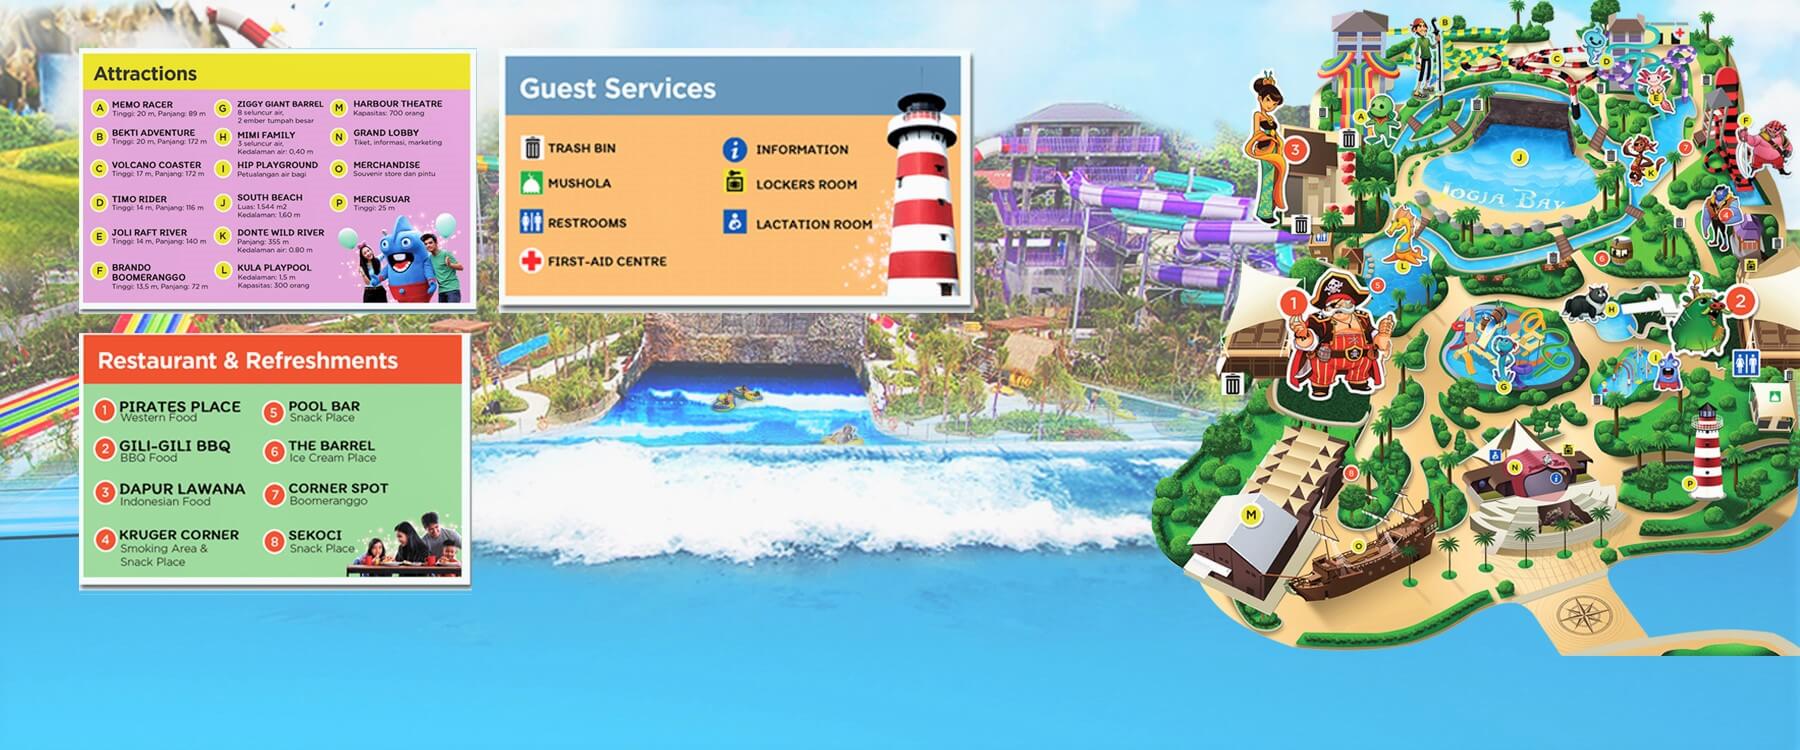 Attractions
A MEMO RACER
Tinggi: 20 m, Panjang: 89 m
B BEKTI ADVENTURE
Tinggi: 20 m, Panjang: 172 m
C VOLCANO COASTER
Tinggi: 17 m, Panjang: 172 m
D TIMO RIDER
Tinggi: 14 m, Panjang: 116 m
E JOLI RAFT RIVER
Tinggi: 14 m, Panjang: 140 m
F BRANDO
BOOMERANGGO
Tinggi: 13,5 m, Panjang: 72 m
G ZIGGY GIANT BARREL
8 seluncur air,
2 ember tumpah besar
H MIMI FAMILY
3 seluncur air,
Kedalaman air: 0,40 m
I HIP PLAYGROUND
Petualangan air bagi
J SOUTH BEACH
Luas: 1.544 m2
Kedalaman: 1,60 m
K DONTE WILD RIVER
Panjang: 355 m
Kedalaman air: 0.80 m
L KULA PLAYPOOL
Kedalaman: 1,5 m
Kapasitas: 300 orang
M HARBOUR THEATRE
Kapasitas: 700 orang
N GRAND LOBBY
Tiket, informasi, marketing
O MERCHANDISE
Souvenir store dan pintu
P MERCUSUAR
Tinggi: 25 m
Guest Services
TRASH BIN
MUSHOLA
RESTROOMS
FIRST-AID CENTRE
i INFORMATION
LOCKERS ROOM
LACTATION ROOM
Restaurant & Refreshments
1 PIRATES PLACE
Western Food
2 GILI-GILI BBQ
BBQ Food
3 DAPUR LAWANA
Indonesian Food
4 KRUGER CORNER
Smoking Area &
Snack Place
5 POOL BAR
Snack Place
6 THE BARREL
Ice Cream Place
7 CORNER SPOT
Boomeranggo
8 SEKOCI
Snack Place
B
C
D
E
A
F
3
J
7
K
JOGJA BAY
4
L
6
5
1
H
2
I
G
N
i
P
8
M
O